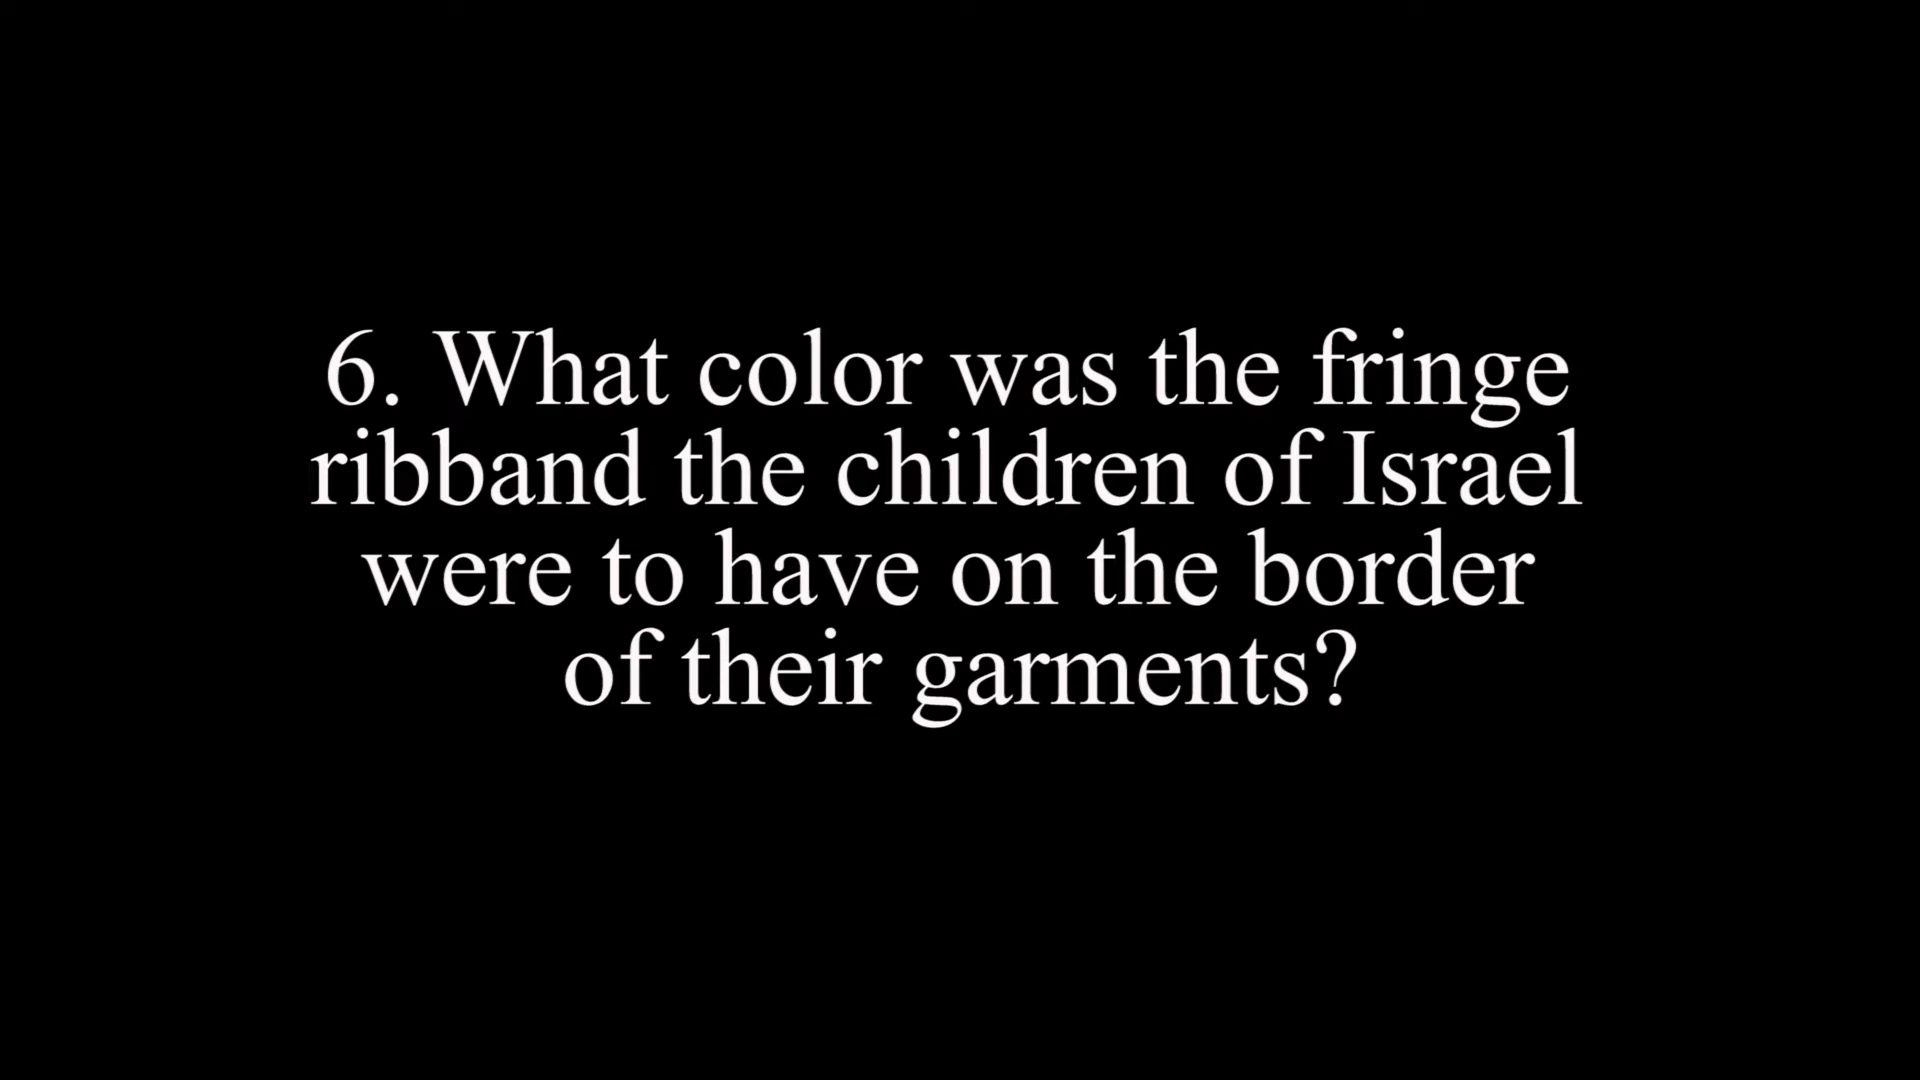 6. What color was the fringe
ribband the children of Israel
were to have on the border
of their garments?